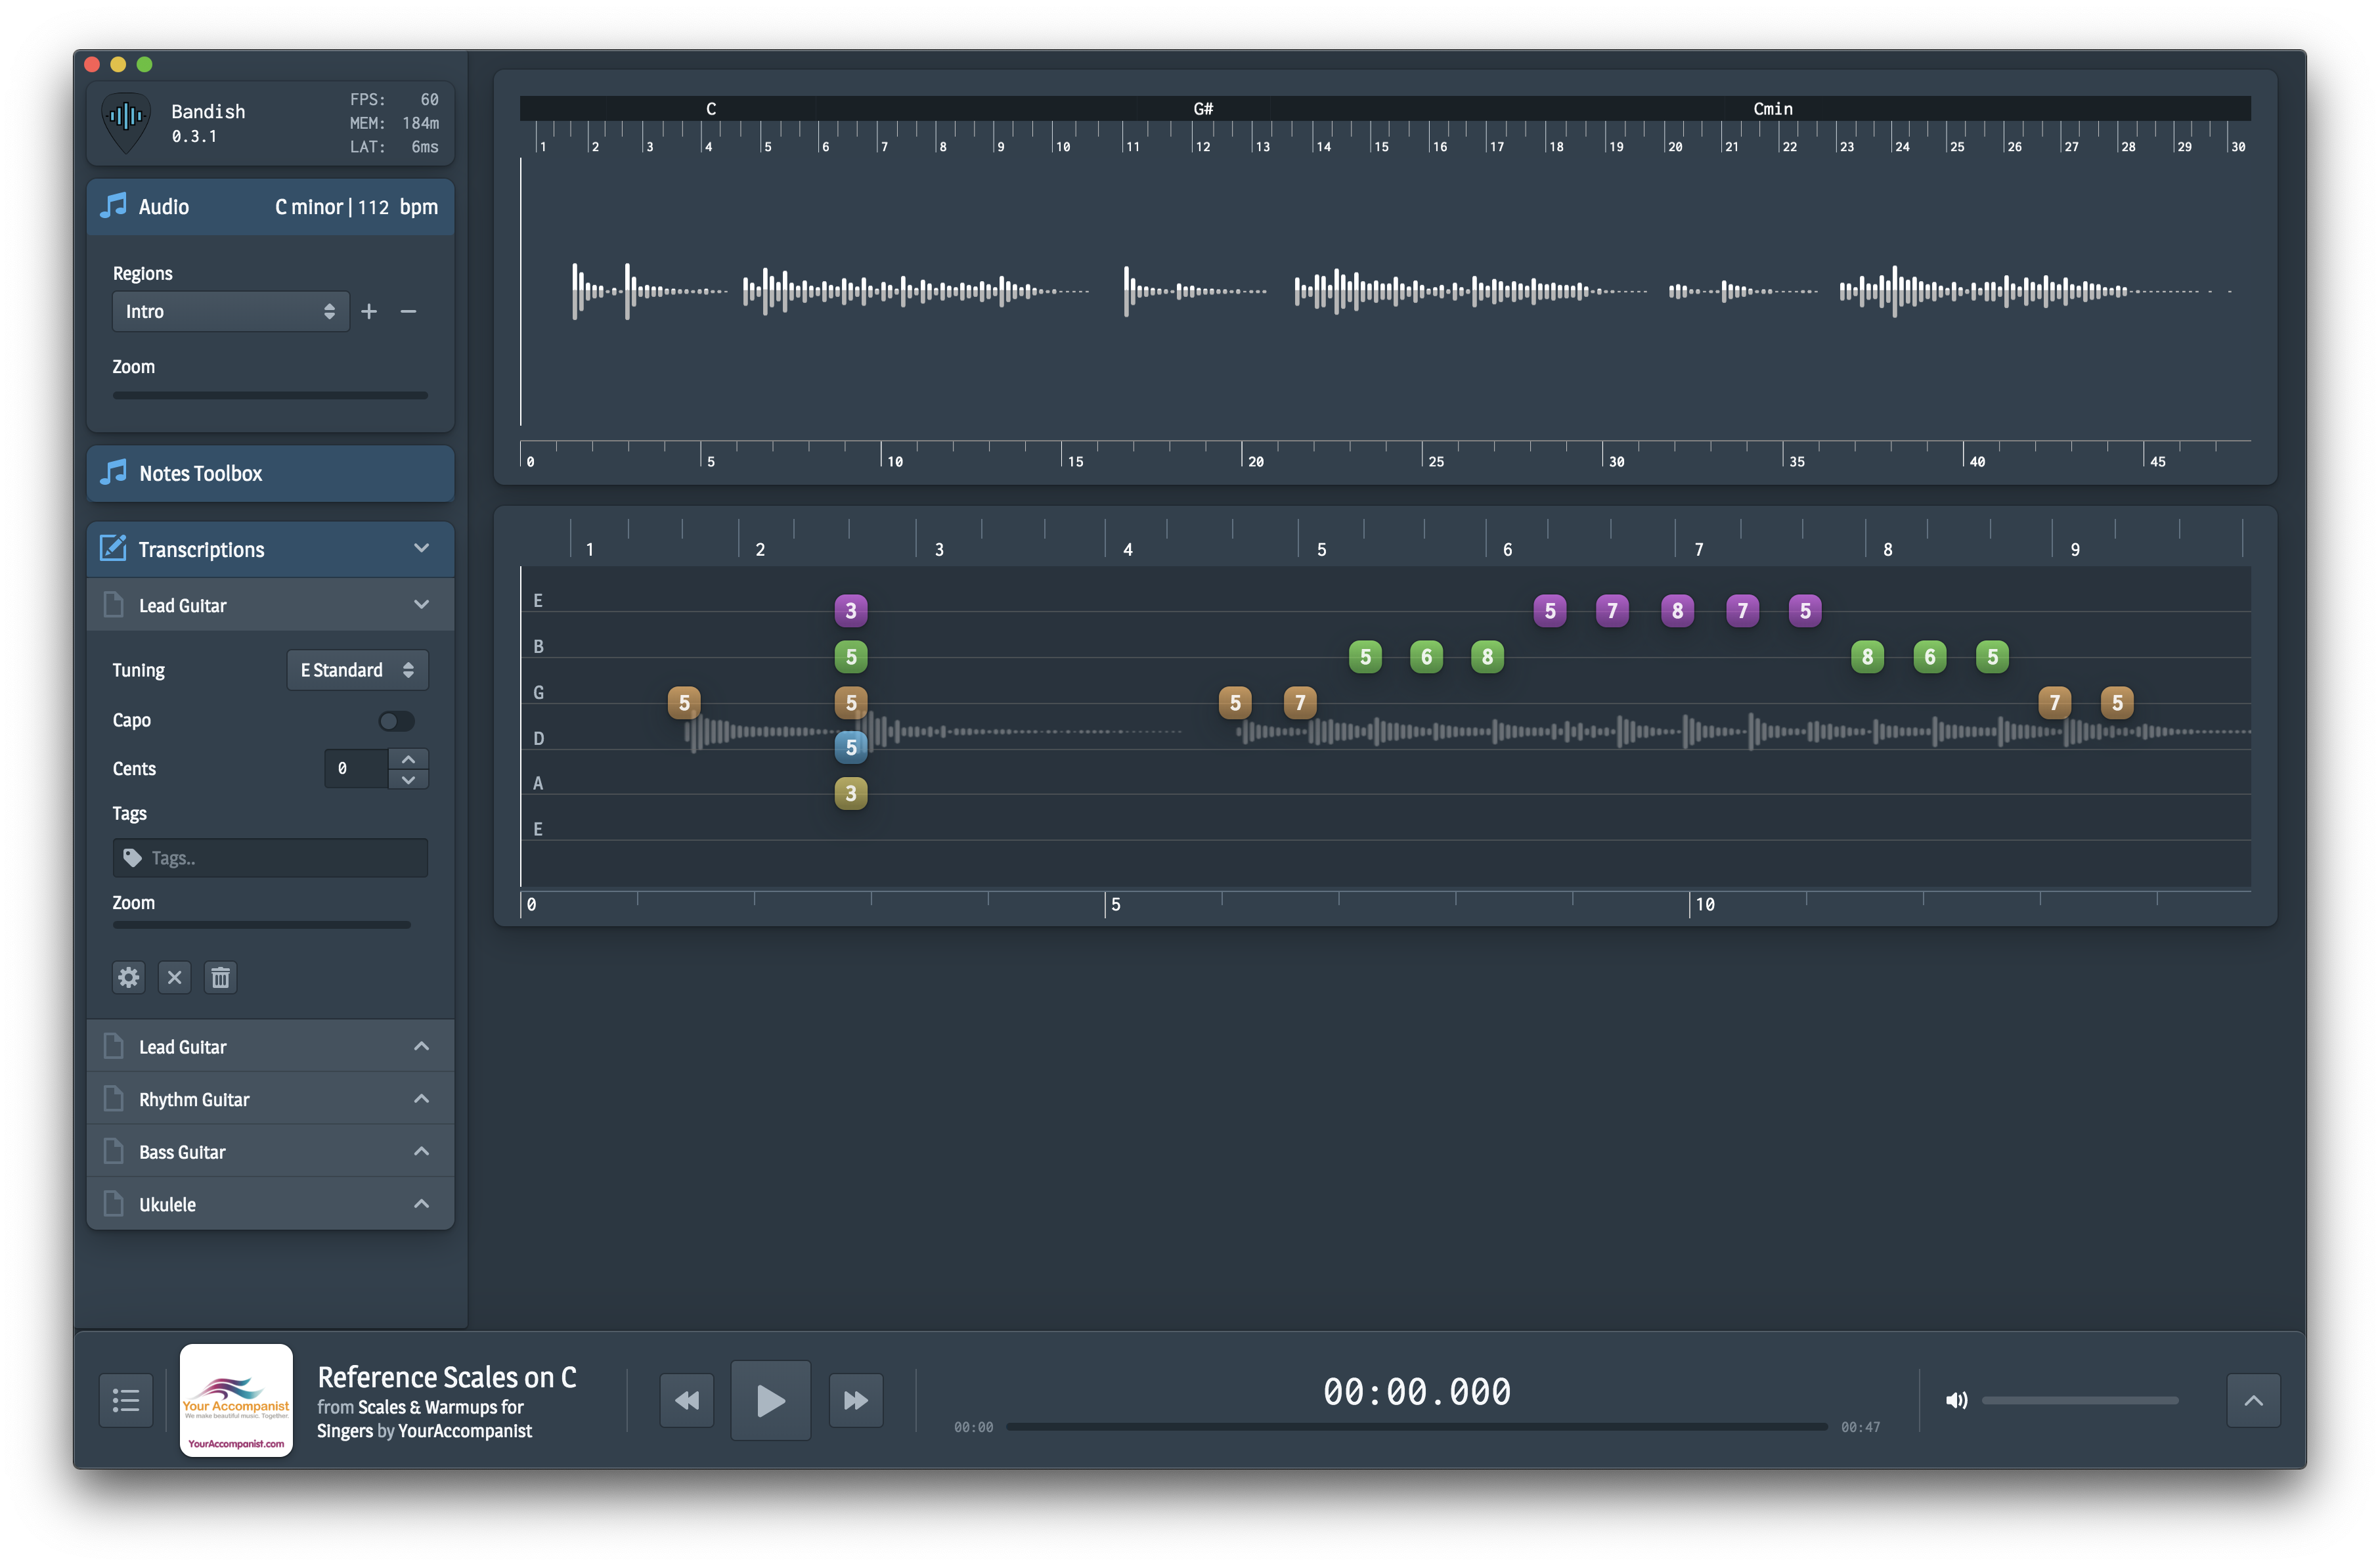 Bandish
0.3.1
FPS: 60
MEM: 184m
LAT: 6ms
Audio C minor | 112 bpm
Regions
Intro
Zoom
Notes Toolbox
Transcriptions
Lead Guitar
Tuning E Standard
Capo
Cents 0
Tags
Tags..
Zoom
Lead Guitar
Rhythm Guitar
Bass Guitar
Ukulele
C G# Cmin
1 2 3 4 5 6 7 8 9 10 11 12 13 14 15 16 17 18 19 20 21 22 23 24 25 26 27 28 29 30
0 5 10 15 20 25 30 35 40 45
1 2 3 4 5 6 7 8 9
E 3 5 7 8 7 5
B 5 5 6 8 8 6 5
G 5 5 5 7 7 5
D 5
A 3
E
0 5 10
Your Accompanist
We make beautiful music. Together.
YourAccompanist.com
Reference Scales on C
from Scales & Warmups for
Singers by YourAccompanist
00:00.000
00:00 00:47